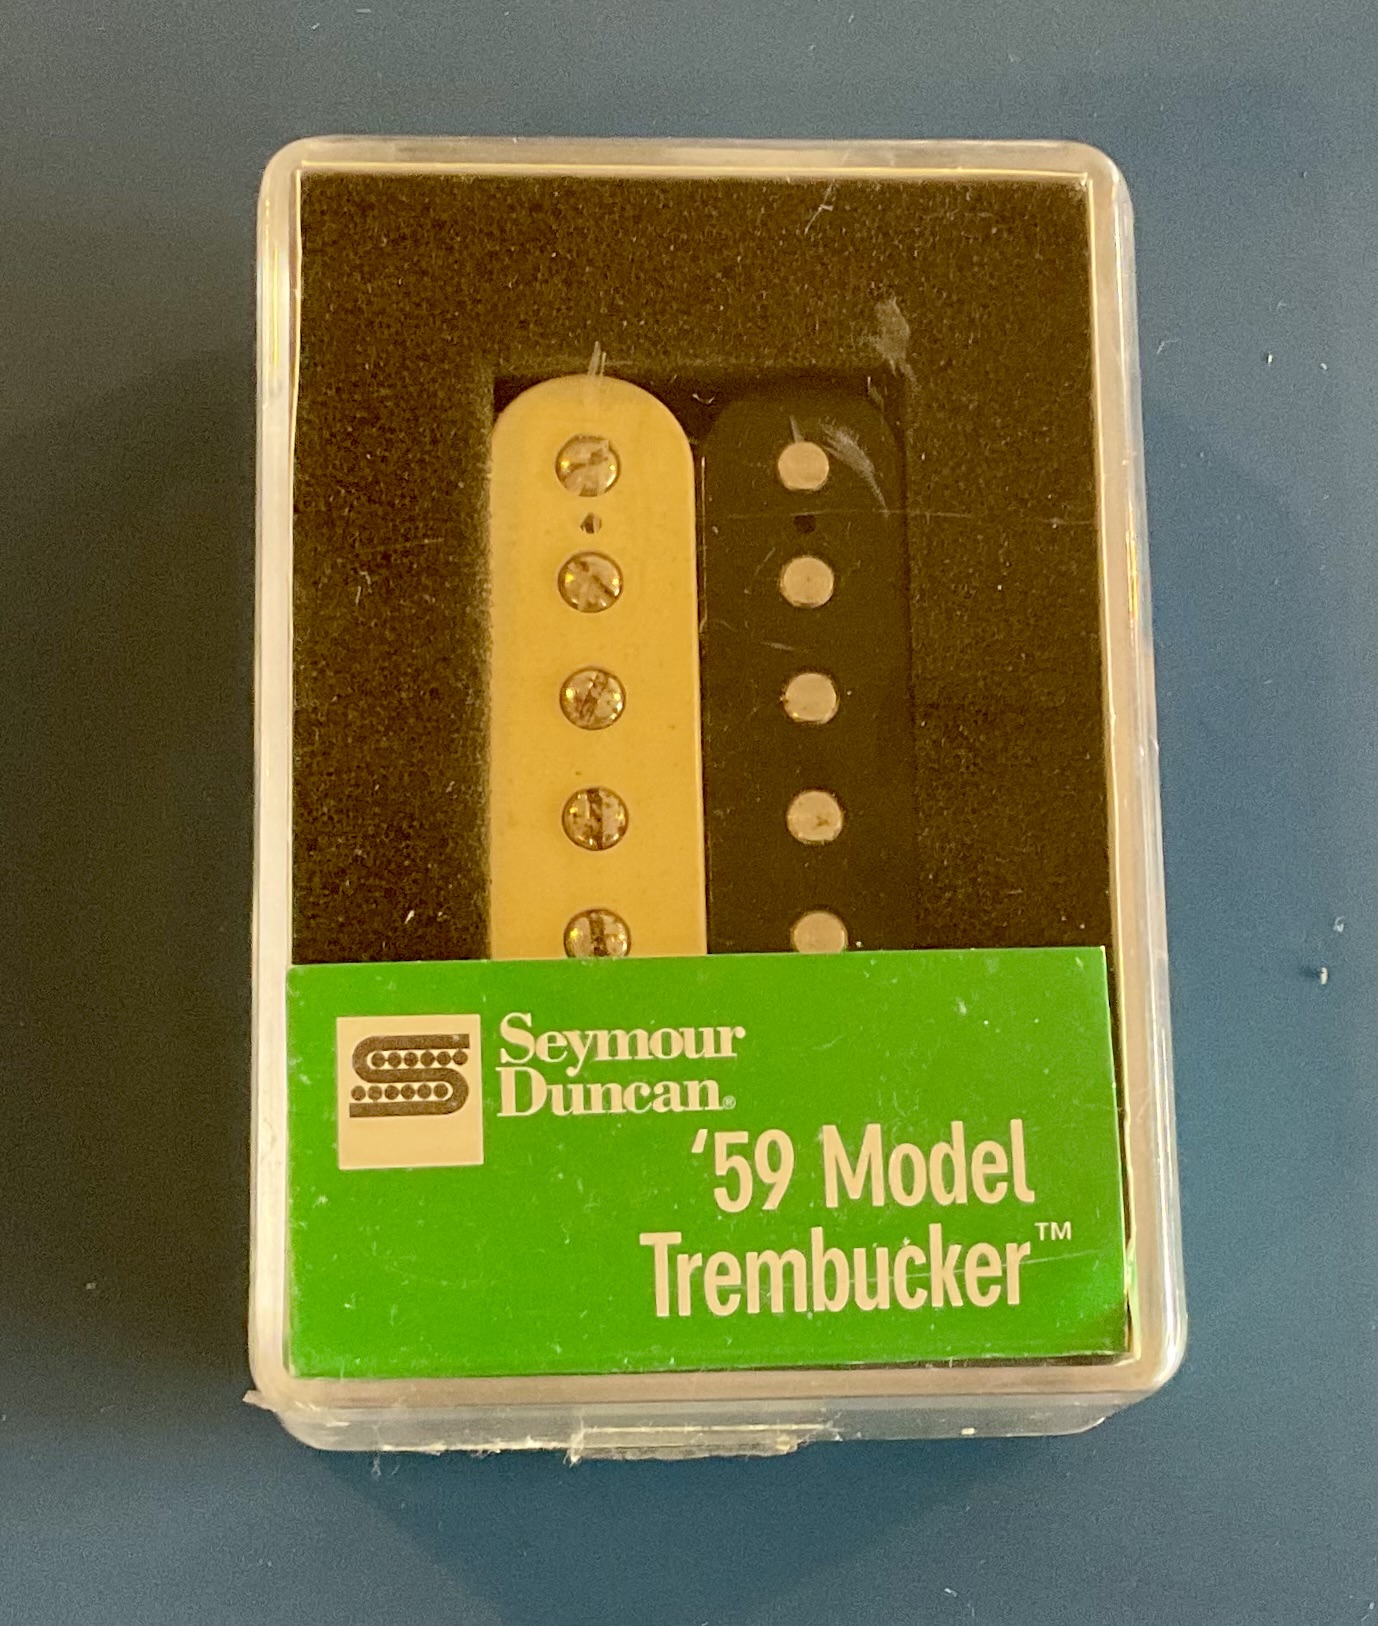 Seymour
Duncan®
'59 Model
Trembucker™